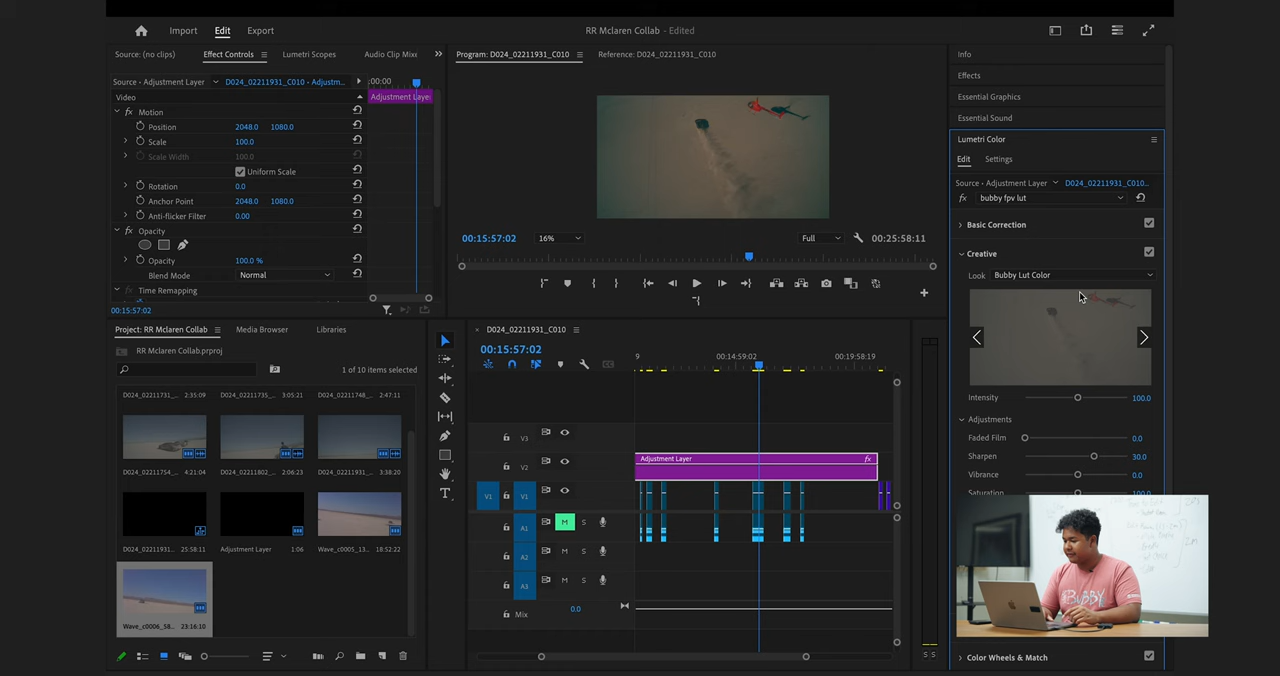 Import Edit Export
RR Mclaren Collab - Edited
Source: (no clips) Effect Controls Lumetri Scopes Audio Clip Mixe
Program: D024_02211931_C010 Reference: D024_02211931_C010
Info
Effects
Essential Graphics
Essential Sound
Lumetri Color
Edit Settings
Source • Adjustment Layer D024_02211931_C010...
fx bubby fpv lut
Basic Correction
Creative
Look Bubby Lut Color
Intensity 100.0
Adjustments
Faded Film 0.0
Sharpen 30.0
Vibrance 0.0
Saturation 100.0
Color Wheels & Match
Source • Adjustment Layer D024_02211931_C010 • Adjustm...
:00:00
Adjustment Laye
Video
fx Motion
Position 2048.0 1080.0
Scale 100.0
Scale Width 100.0
Uniform Scale
Rotation 0.0
Anchor Point 2048.0 1080.0
Anti-flicker Filter 0.00
fx Opacity
Opacity 100.0 %
Blend Mode Normal
Time Remapping
00:15:57:02
00:15:57:02 16% Full 00:25:58:11
Project: RR Mclaren Collab Media Browser Libraries
RR Mclaren Collab.prproj
1 of 10 items selected
D024_02211731_... 2:35:09 D024_02211735_... 3:05:21 D024_02211748_... 2:47:11
D024_02211754_... 4:21:04 D024_02211802_... 2:06:23 D024_02211931_... 3:38:20
D024_02211931... 25:58:11 Adjustment Layer 1:06 Wave_c0005_13... 18:52:22
Wave_c0006_58... 23:16:10
D024_02211931_C010
00:15:57:02
9 00:14:59:02 00:19:58:19
V3
V2
Adjustment Layer fx
V1 V1
A1 M S
A2 M S
A3 M S
Mix 0.0
S S
BUBBY